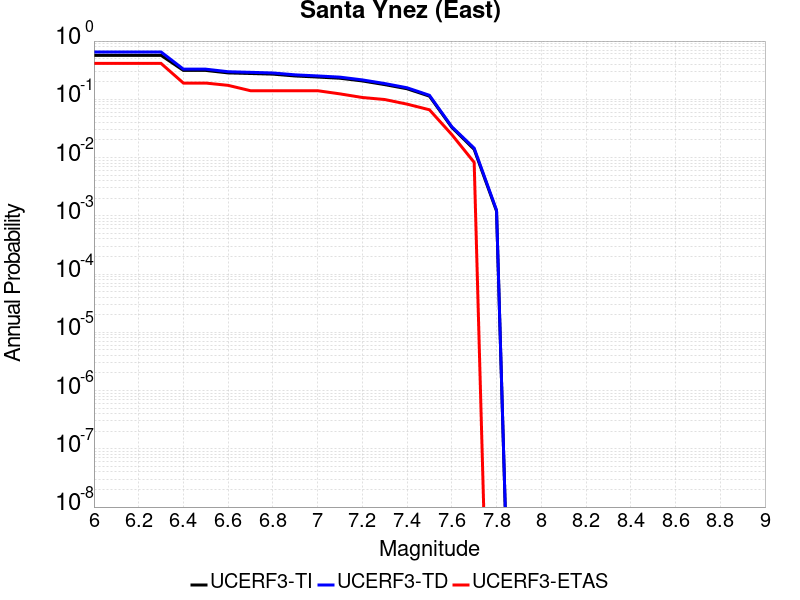 Santa Ynez (East)
Annual Probability
10^0
10^-1
10^-2
10^-3
10^-4
10^-5
10^-6
10^-7
10^-8
6 6.2 6.4 6.6 6.8 7 7.2 7.4 7.6 7.8 8 8.2 8.4 8.6 8.8 9
Magnitude
UCERF3-TI UCERF3-TD UCERF3-ETAS